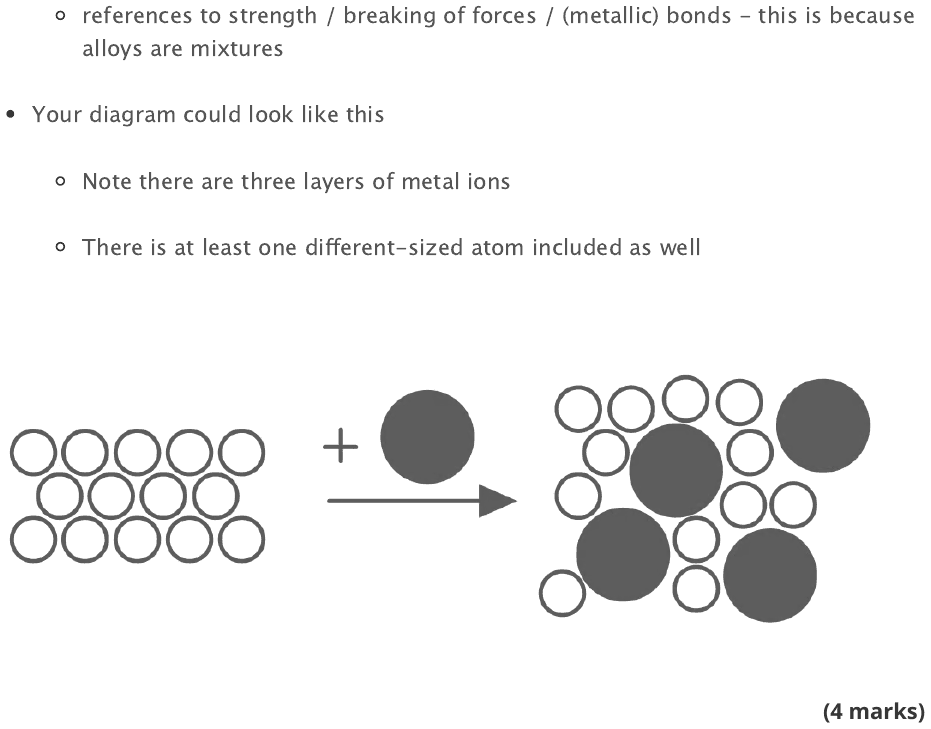 references to strength / breaking of forces / (metallic) bonds – this is because
alloys are mixtures
Your diagram could look like this
Note there are three layers of metal ions
There is at least one different-sized atom included as well
+
(4 marks)